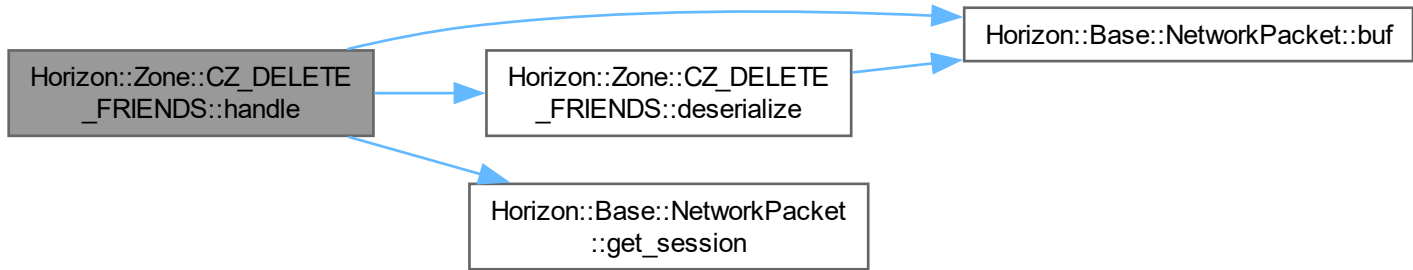 Horizon::Zone::CZ_DELETE
_FRIENDS::handle
Horizon::Zone::CZ_DELETE
_FRIENDS::deserialize
Horizon::Base::NetworkPacket::buf
Horizon::Base::NetworkPacket
::get_session